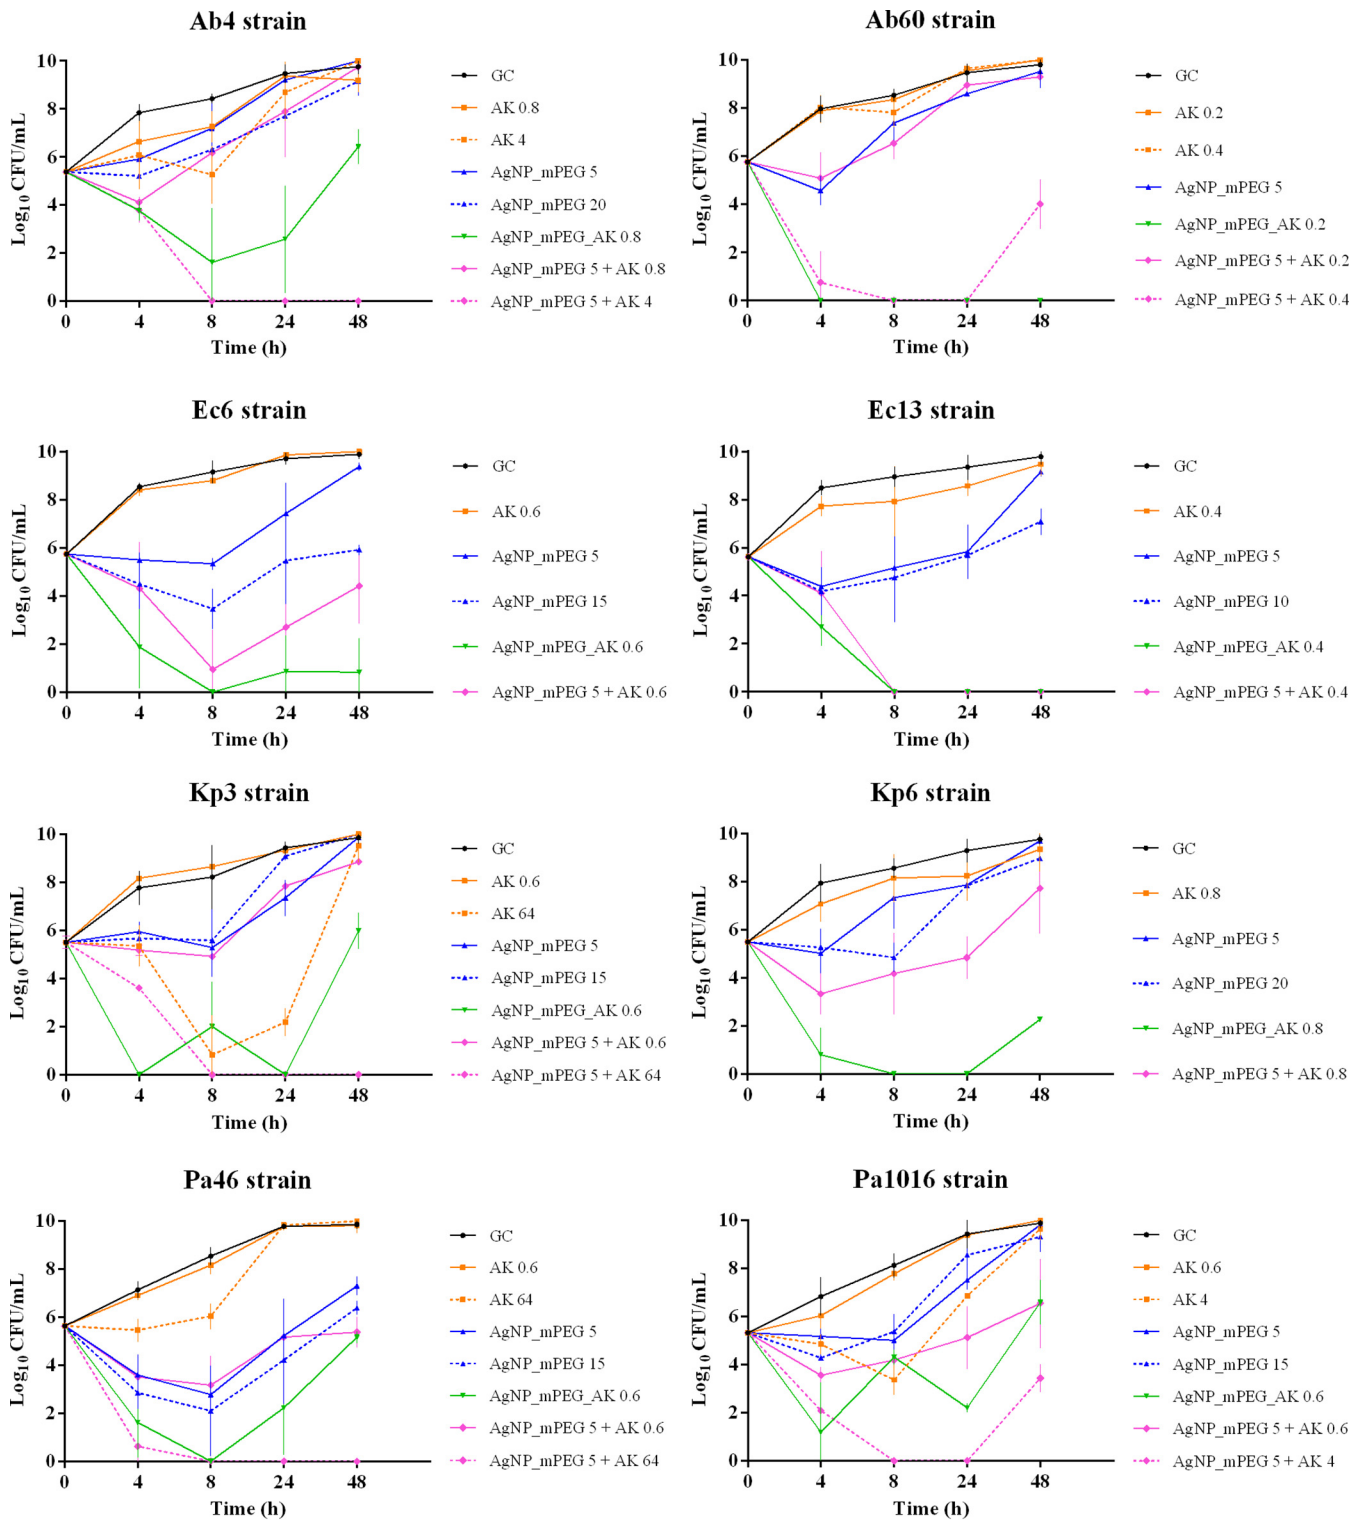 Ab4 strain
Log10 CFU/mL
10
8
6
4
2
0
0 4 8 24 48
Time (h)
GC
AK 0.8
AK 4
AgNP_mPEG 5
AgNP_mPEG 20
AgNP_mPEG_AK 0.8
AgNP_mPEG 5 + AK 0.8
AgNP_mPEG 5 + AK 4
Ab60 strain
Log10 CFU/mL
10
8
6
4
2
0
0 4 8 24 48
Time (h)
GC
AK 0.2
AK 0.4
AgNP_mPEG 5
AgNP_mPEG_AK 0.2
AgNP_mPEG 5 + AK 0.2
AgNP_mPEG 5 + AK 0.4
Ec6 strain
Log10 CFU/mL
10
8
6
4
2
0
0 4 8 24 48
Time (h)
GC
AK 0.6
AgNP_mPEG 5
AgNP_mPEG 15
AgNP_mPEG_AK 0.6
AgNP_mPEG 5 + AK 0.6
Ec13 strain
Log10 CFU/mL
10
8
6
4
2
0
0 4 8 24 48
Time (h)
GC
AK 0.4
AgNP_mPEG 5
AgNP_mPEG 10
AgNP_mPEG_AK 0.4
AgNP_mPEG 5 + AK 0.4
Kp3 strain
Log10 CFU/mL
10
8
6
4
2
0
0 4 8 24 48
Time (h)
GC
AK 0.6
AK 64
AgNP_mPEG 5
AgNP_mPEG 15
AgNP_mPEG_AK 0.6
AgNP_mPEG 5 + AK 0.6
AgNP_mPEG 5 + AK 64
Kp6 strain
Log10 CFU/mL
10
8
6
4
2
0
0 4 8 24 48
Time (h)
GC
AK 0.8
AgNP_mPEG 5
AgNP_mPEG 20
AgNP_mPEG_AK 0.8
AgNP_mPEG 5 + AK 0.8
Pa46 strain
Log10 CFU/mL
10
8
6
4
2
0
0 4 8 24 48
Time (h)
GC
AK 0.6
AK 64
AgNP_mPEG 5
AgNP_mPEG 15
AgNP_mPEG_AK 0.6
AgNP_mPEG 5 + AK 0.6
AgNP_mPEG 5 + AK 64
Pa1016 strain
Log10 CFU/mL
10
8
6
4
2
0
0 4 8 24 48
Time (h)
GC
AK 0.6
AK 4
AgNP_mPEG 5
AgNP_mPEG 15
AgNP_mPEG_AK 0.6
AgNP_mPEG 5 + AK 0.6
AgNP_mPEG 5 + AK 4